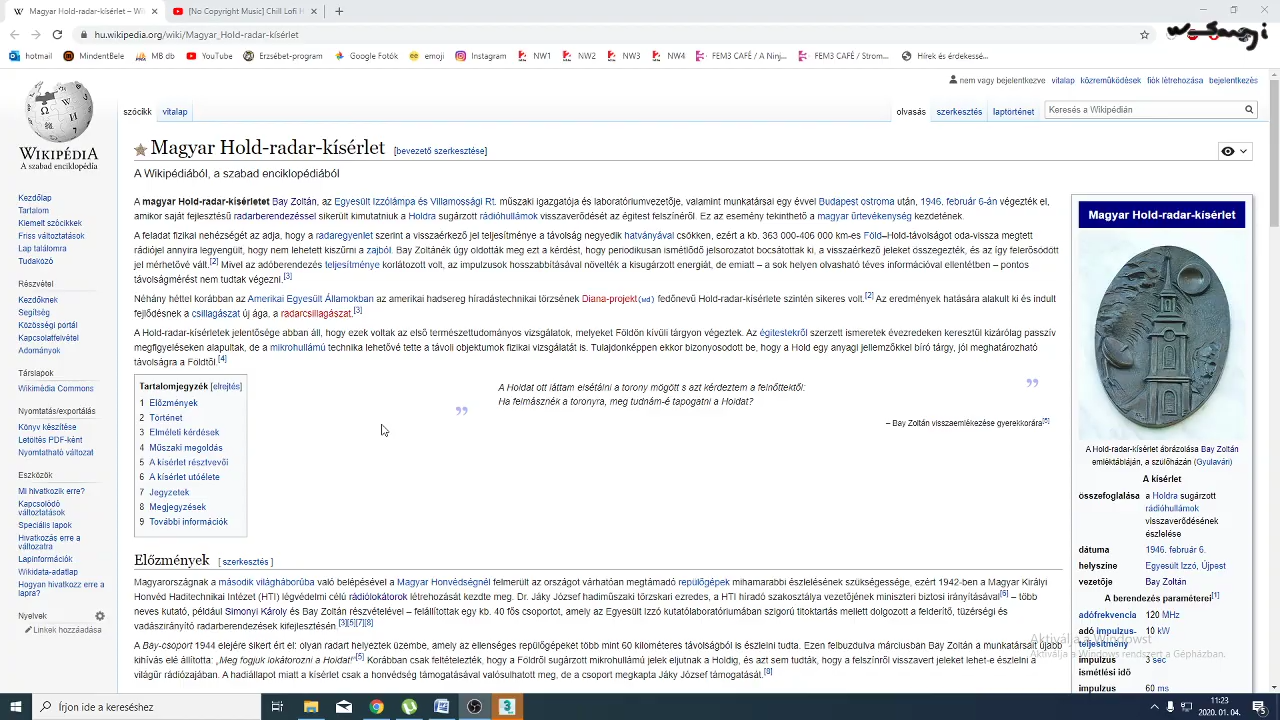 Magyar Hold-radar-kísérlet – Wi
[No Copyright Music] Chill Lofi H
hu.wikipedia.org/wiki/Magyar_Hold-radar-kísérlet
hotmail MindentBele MB db YouTube Erzsébet-program Google Fotók emoji Instagram NW1 NW2 NW3 NW4 FEM3 CAFÉ / A Ninj... FEM3 CAFÉ / Strom... Hírek és érdekessé...
nem vagy bejelentkezve vitalap közreműködések fiók létrehozása bejelentkezés
szócikk vitalap olvasás szerkesztés laptörténet Keresés a Wikipédián
WIKIPÉDIA
A szabad enciklopédia
Kezdőlap
Tartalom
Kiemelt szócikkek
Friss változtatások
Lap találomra
Tudakozó
Részvétel
Kezdőknek
Segítség
Közösségi portál
Kapcsolatfelvétel
Adományok
Társlapok
Wikimédia Commons
Nyomtatás/exportálás
Könyv készítése
Letöltés PDF-ként
Nyomtatható változat
Eszközök
Mi hivatkozik erre?
Kapcsolódó
változtatások
Speciális lapok
Hivatkozás erre a
változatra
Lapinformációk
Wikidata-adatlap
Hogyan hivatkozz erre a
lapra?
Nyelvek
Linkek hozzáadása
Magyar Hold-radar-kísérlet [bevezető szerkesztése]
A Wikipédiából, a szabad enciklopédiából
A magyar Hold-radar-kísérletet Bay Zoltán, az Egyesült Izzólámpa és Villamossági Rt. műszaki igazgatója és laboratóriumvezetője, valamint munkatársai egy évvel Budapest ostroma után, 1946. február 6-án végezték el,
amikor saját fejlesztésű radarberendezéssel sikerült kimutatniuk a Holdra sugárzott rádióhullámok visszaverődését az égitest felszínéről. Ez az esemény tekinthető a magyar űrtevékenység kezdetének.
A feladat fizikai nehézségét az adja, hogy a radaregyenlet szerint a visszaérkező jel teljesítménye a távolság negyedik hatványával csökken, ezért a 363 000-406 000 km-es Föld–Hold-távolságot oda-vissza megtett
rádiójel annyira legyengült, hogy nem lehetett kiszűrni a zajból. Bay Zoltánék úgy oldották meg ezt a kérdést, hogy periodikusan ismétlődő jelsorozatot bocsátottak ki, a visszaérkező jeleket összegezték, és az így felerősödött
jel mérhetővé vált.[2] Mivel az adóberendezés teljesítménye korlátozott volt, az impulzusok hosszabbításával növelték a kisugárzott energiát, de emiatt – a sok helyen olvasható téves információval ellentétben – pontos
távolságmérést nem tudtak végezni.[3]
Néhány héttel korábban az Amerikai Egyesült Államokban az amerikai hadsereg híradástechnikai törzsének Diana-projekt(wd) fedőnevű Hold-radar-kísérlete szintén sikeres volt.[2] Az eredmények hatására alakult ki és indult
fejlődésnek a csillagászat új ága, a radarcsillagászat.[3]
A Hold-radar-kísérletek jelentősége abban áll, hogy ezek voltak az első természettudományos vizsgálatok, melyeket Földön kívüli tárgyon végeztek. Az égitestekről szerzett ismeretek évezredeken keresztül kizárólag passzív
megfigyeléseken alapultak, de a mikrohullámú technika lehetővé tette a távoli objektumok fizikai vizsgálatát is. Tulajdonképpen ekkor bizonyosodott be, hogy a Hold egy anyagi jellemzőkkel bíró tárgy, jól meghatározható
távolságra a Földtől.[4]
Tartalomjegyzék [elrejtés]
1 Előzmények
2 Történet
3 Elméleti kérdések
4 Műszaki megoldás
5 A kísérlet résztvevői
6 A kísérlet utóélete
7 Jegyzetek
8 Megjegyzések
9 További információk
A Holdat ott láttam elsétálni a torony mögött s azt kérdeztem a felnőttektől:
Ha felmásznék a toronyra, meg tudnám-é tapogatni a Holdat?
– Bay Zoltán visszaemlékezése gyerekkorára[5]
Előzmények [ szerkesztés ]
Magyarországnak a második világháborúba való belépésével a Magyar Honvédségnél felmerült az országot várhatóan megtámadó repülőgépek mihamarabbi észlelésének szükségessége, ezért 1942-ben a Magyar Királyi
Honvéd Haditechnikai Intézet (HTI) légvédelmi célú rádiólokátorok létrehozását kezdte meg. Dr. Jáky József hadiműszaki törzskari ezredes, a HTI híradó szakosztálya vezetőjének miniszteri biztosi irányításával[6] – több
neves kutató, például Simonyi Károly és Bay Zoltán részvételével – felállítottak egy kb. 40 fős csoportot, amely az Egyesült Izzó kutatólaboratóriumában szigorú titoktartás mellett dolgozott a felderítő, tüzérségi és
vadászirányító radarberendezések kifejlesztésén.[3][5][7][8]
A Bay-csoport 1944 elejére sikert ért el: olyan radart helyeztek üzembe, amely az ellenséges repülőgépeket több mint 60 kilométeres távolságból is észlelni tudta. Ezen felbuzdulva márciusban Bay Zoltán a munkatársait újabb
kihívás elé állította: „Meg fogjuk lokátorozni a Holdat!"[5] Korábban csak feltételezték, hogy a Földről sugárzott mikrohullámú jelek eljutnak a Holdig, és azt sem tudták, hogy a felszínről visszavert jeleket lehet-e észlelni a
világűr rádiózajában. A hadiállapot miatt a kísérlet csak a honvédség támogatásával valósulhatott meg, de a csoport megkapta Jáky József támogatását.[8]
Magyar Hold-radar-kísérlet
A Hold-radar-kísérlet ábrázolása Bay Zoltán
emléktábláján, a szülőházán (Gyulavári)
A kísérlet
összefoglalása a Holdra sugárzott
rádióhullámok
visszaverődésének
észlelése
dátuma 1946. február 6.
helyszíne Egyesült Izzó, Újpest
vezetője Bay Zoltán
A berendezés paraméterei[1]
adófrekvencia 120 MHz
adó impulzus-
teljesítmény 10 kW
impulzus
ismétlési idő 3 sec
impulzus 60 ms
Aktiválja a Windowst
Aktiválja a Windows rendszert a Gépházban.
Írjon ide a kereséshez
11:23
2020. 01. 04.